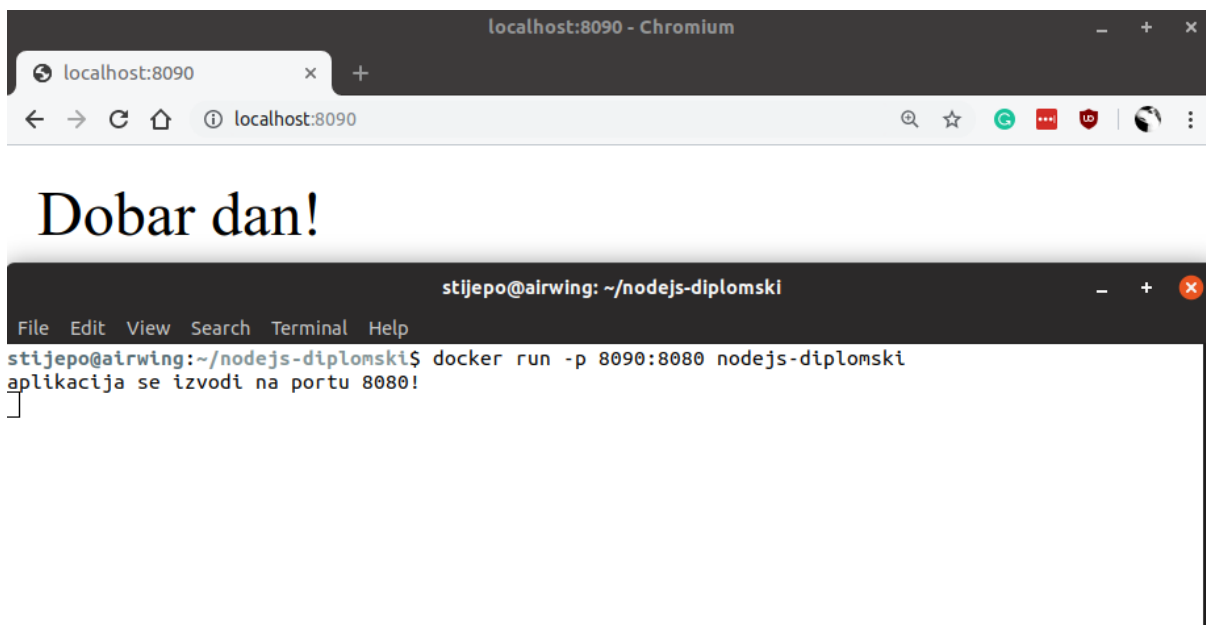 localhost:8090 - Chromium
localhost:8090
localhost:8090
Dobar dan!
stijepo@airwing: ~/nodejs-diplomski
File Edit View Search Terminal Help
stijepo@airwing:~/nodejs-diplomski$ docker run -p 8090:8080 nodejs-diplomski
aplikacija se izvodi na portu 8080!